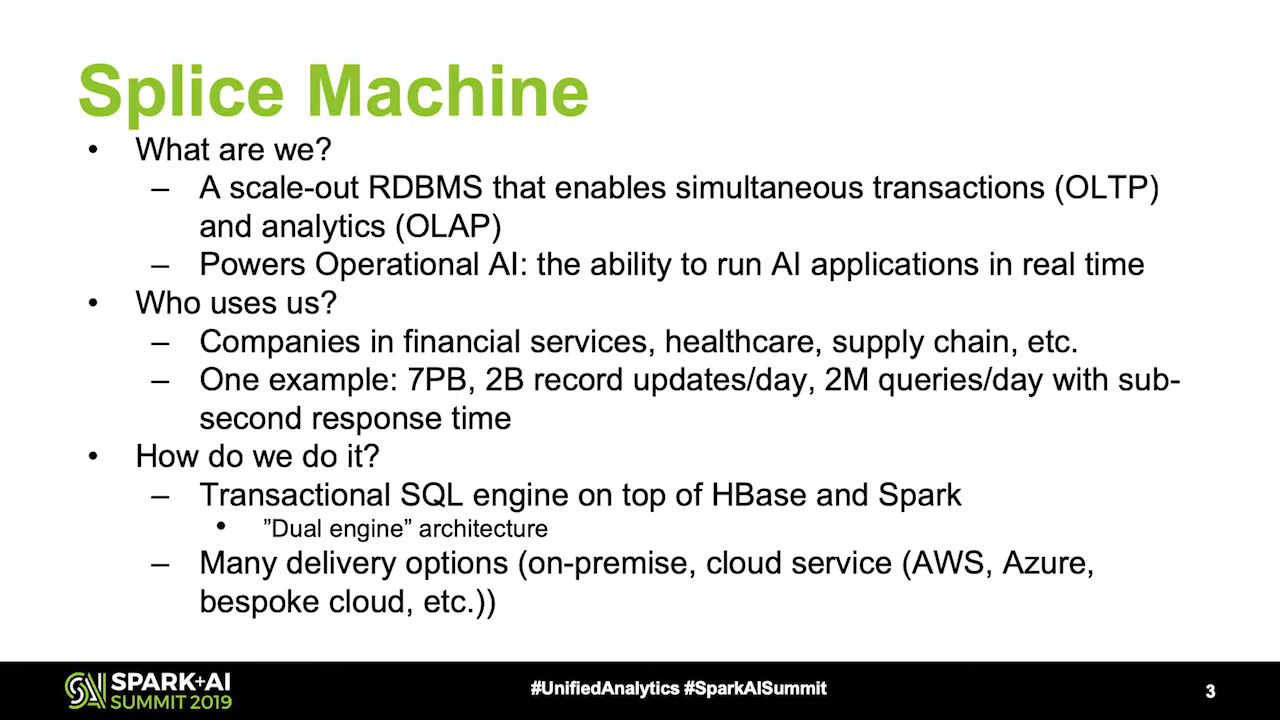 Splice Machine
• What are we?
– A scale-out RDBMS that enables simultaneous transactions (OLTP)
and analytics (OLAP)
– Powers Operational AI: the ability to run AI applications in real time
• Who uses us?
– Companies in financial services, healthcare, supply chain, etc.
– One example: 7PB, 2B record updates/day, 2M queries/day with sub-
second response time
• How do we do it?
– Transactional SQL engine on top of HBase and Spark
• ”Dual engine” architecture
– Many delivery options (on-premise, cloud service (AWS, Azure,
bespoke cloud, etc.))
SPARK+AI
SUMMIT 2019
#UnifiedAnalytics #SparkAISummit
3